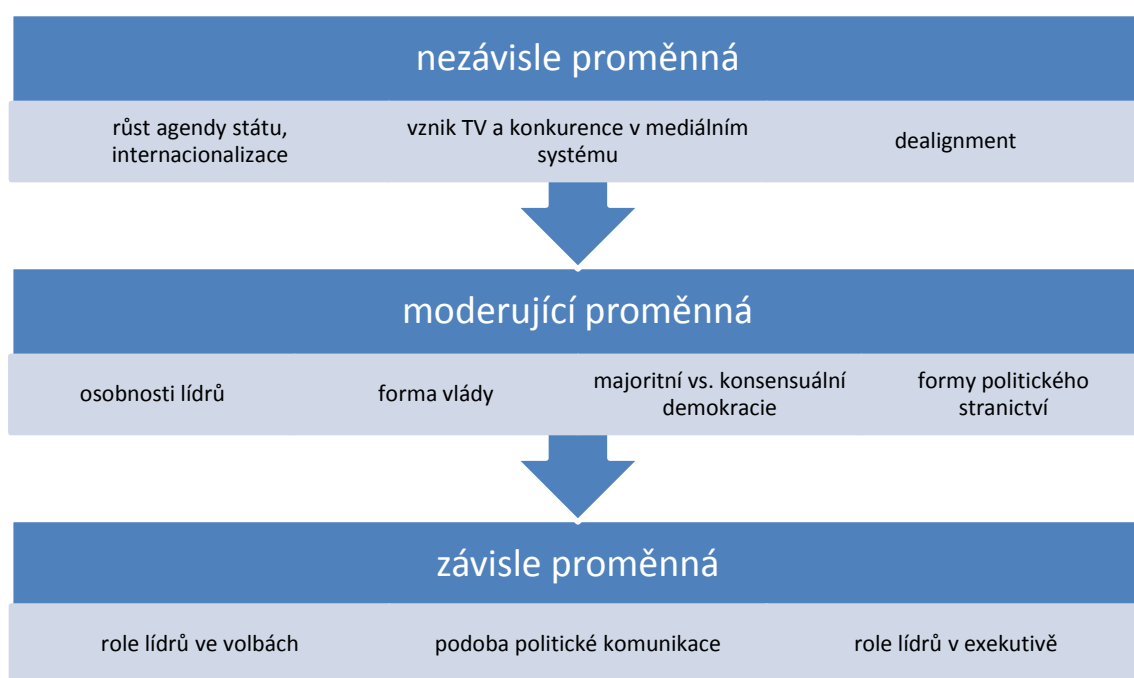 nezávisle proměnná
růst agendy státu,
internacionalizace
vznik TV a konkurence v mediálním
systému
dealignment
moderující proměnná
osobnosti lídrů
forma vlády
majoritní vs. konsensuální
demokracie
formy politického
stranictví
závisle proměnná
role lídrů ve volbách
podoba politické komunikace
role lídrů v exekutivě